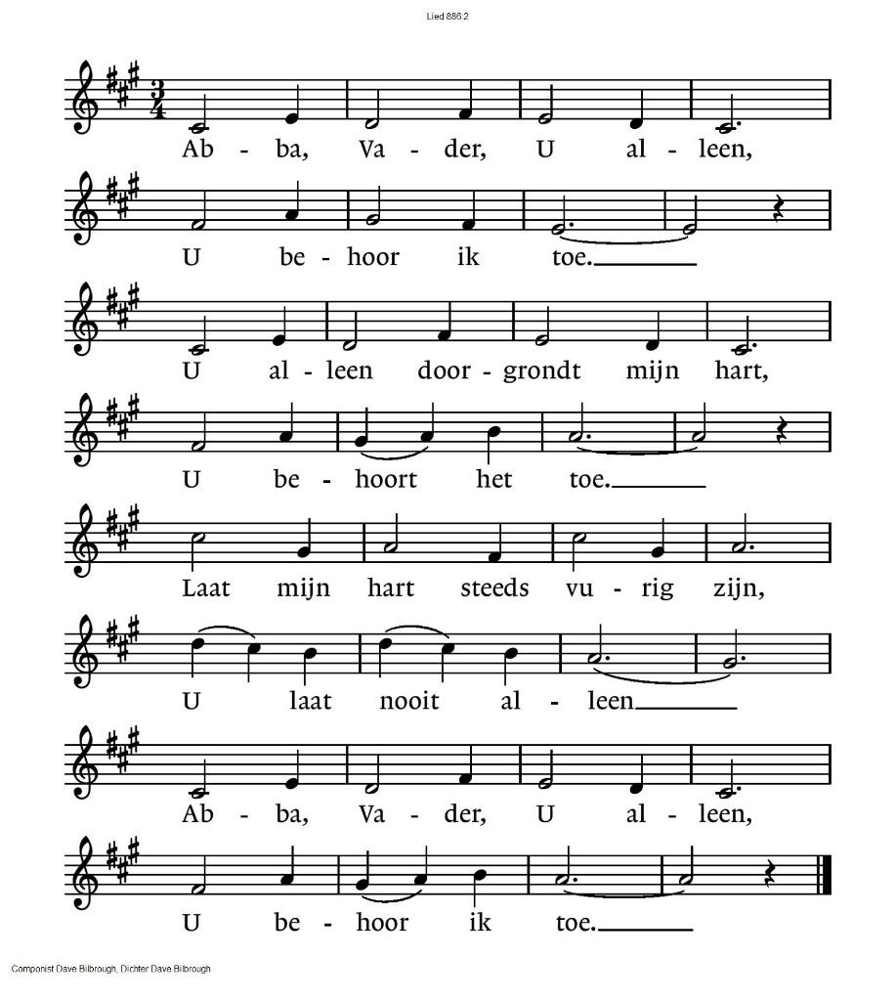 Lied 886:2
3
4
Ab - ba, Va - der, U al - leen,
U be - hoor ik toe.
U al - leen door - grondt mijn hart,
U be - hoort het toe.
Laat mijn hart steeds vu - rig zijn,
U laat nooit al - leen
Ab - ba, Va - der, U al - leen,
U be - hoor ik toe.
Componist Dave Bilbrough, Dichter Dave Bilbrough